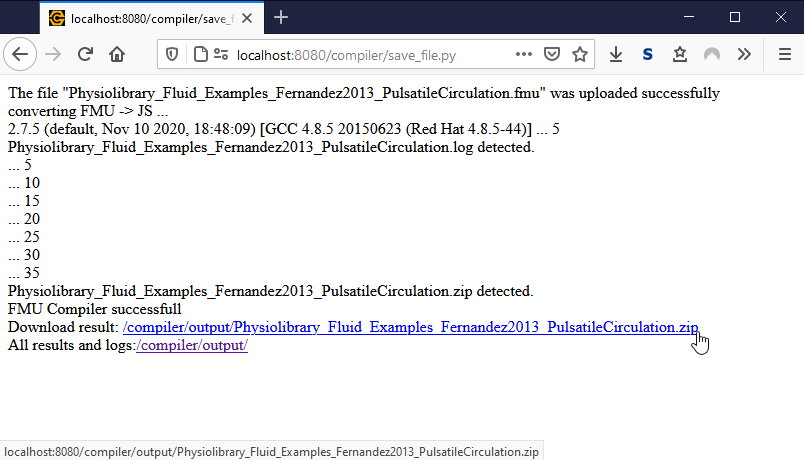 localhost:8080/compiler/save_f
localhost:8080/compiler/save_file.py
The file "Physiolibrary_Fluid_Examples_Fernandez2013_PulsatileCirculation.fmu" was uploaded successfully
converting FMU -> JS ...
2.7.5 (default, Nov 10 2020, 18:48:09) [GCC 4.8.5 20150623 (Red Hat 4.8.5-44)] ... 5
Physiolibrary_Fluid_Examples_Fernandez2013_PulsatileCirculation.log detected.
... 5
... 10
... 15
... 20
... 25
... 30
... 35
Physiolibrary_Fluid_Examples_Fernandez2013_PulsatileCirculation.zip detected.
FMU Compiler successfull
Download result: /compiler/output/Physiolibrary_Fluid_Examples_Fernandez2013_PulsatileCirculation.zip
All results and logs:/compiler/output/
localhost:8080/compiler/output/Physiolibrary_Fluid_Examples_Fernandez2013_PulsatileCirculation.zip